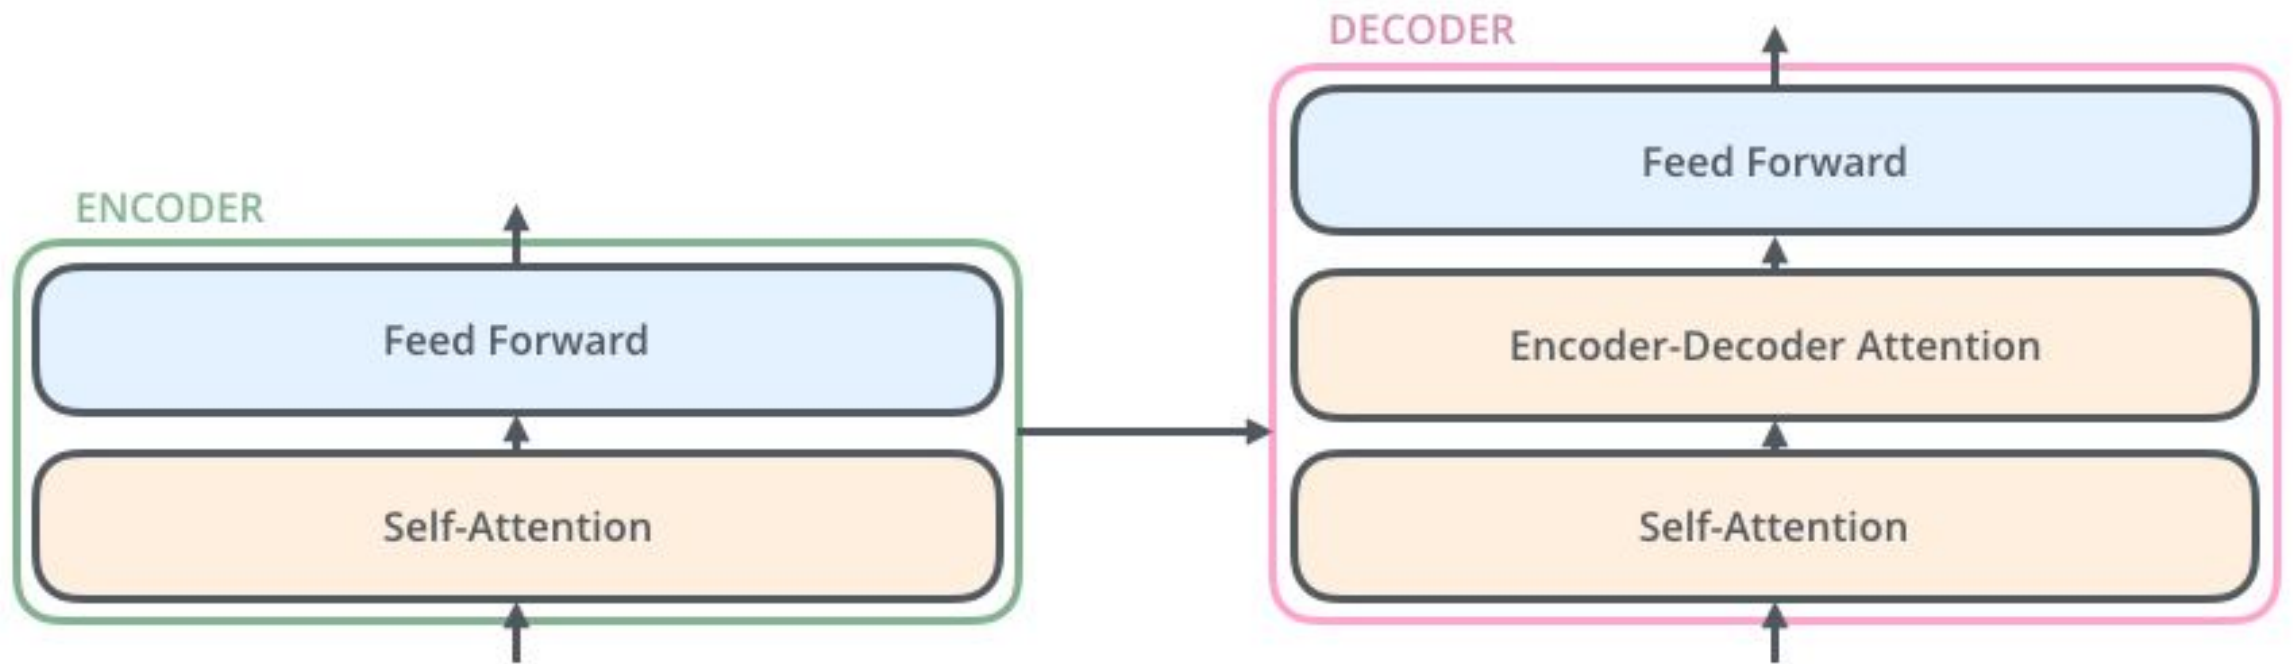 ENCODER
Feed Forward
Self-Attention
DECODER
Feed Forward
Encoder-Decoder Attention
Self-Attention